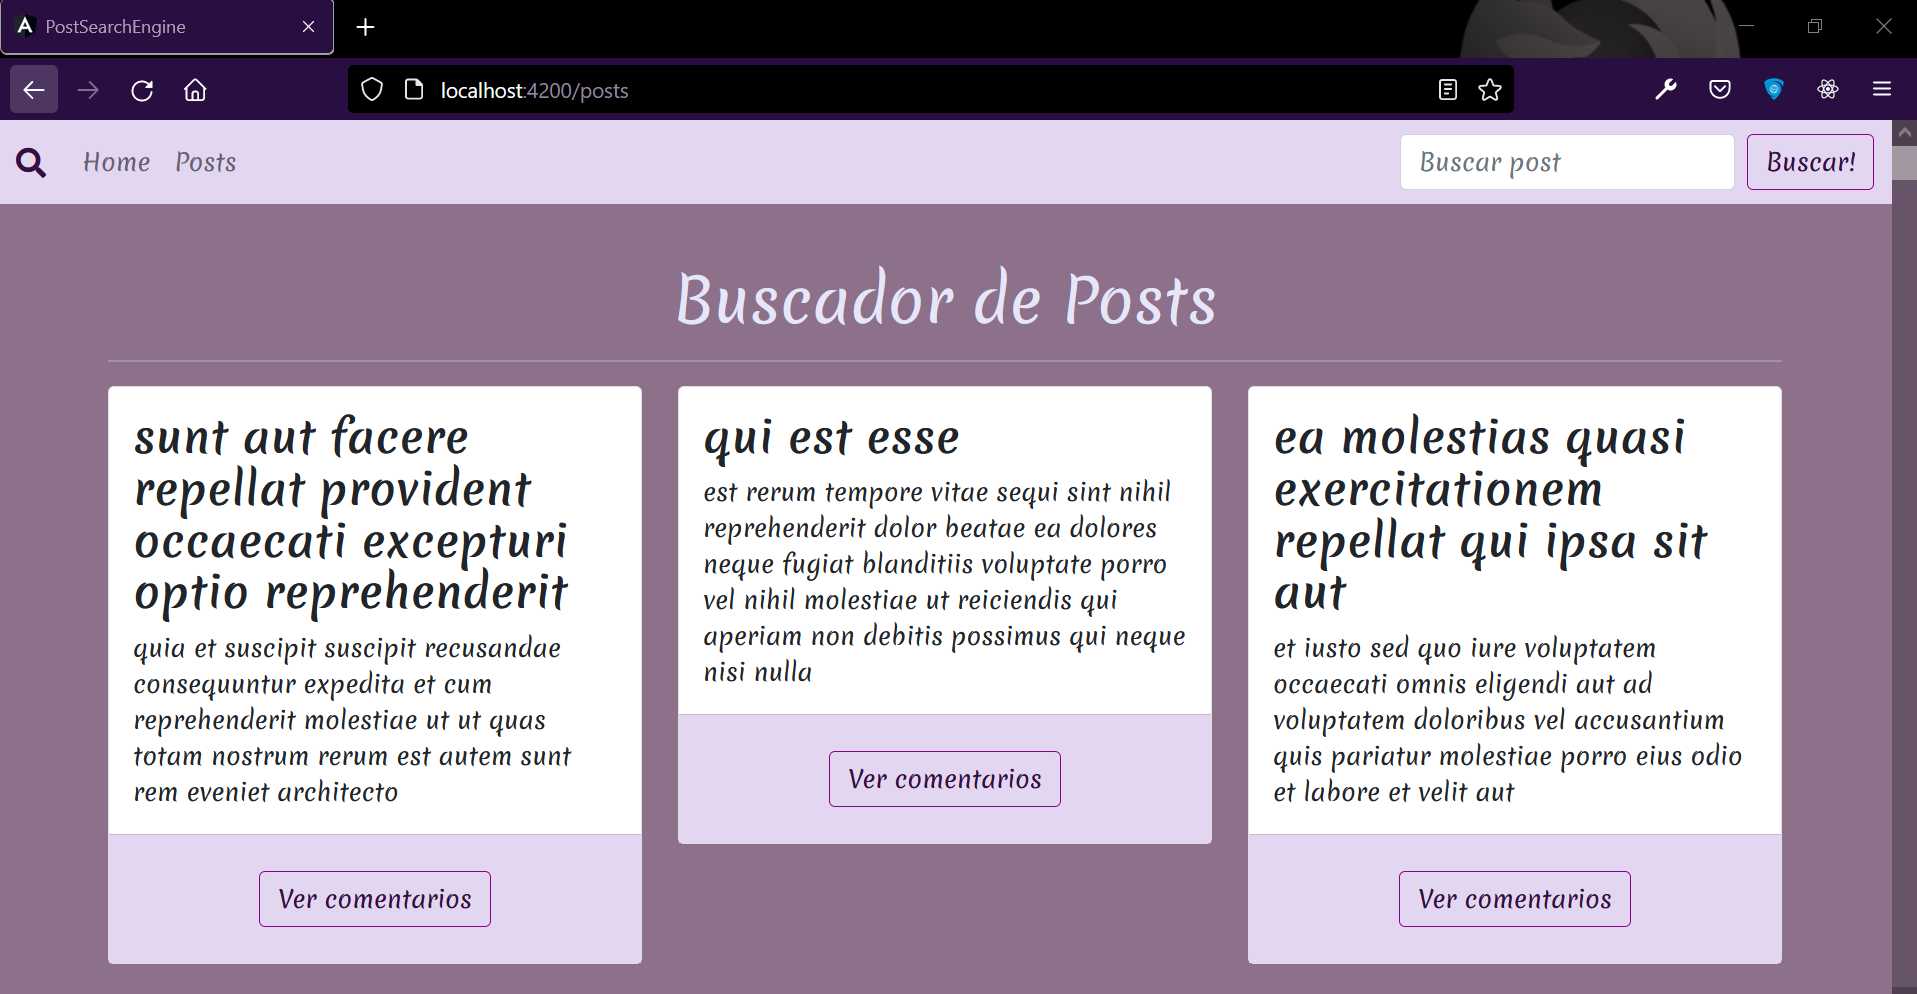 PostSearchEngine
localhost:4200/posts
Home Posts
Buscar post Buscar!
Buscador de Posts
sunt aut facere
repellat provident
occaecati excepturi
optio reprehenderit
quia et suscipit suscipit recusandae
consequuntur expedita et cum
reprehenderit molestiae ut ut quas
totam nostrum rerum est autem sunt
rem eveniet architecto
Ver comentarios
qui est esse
est rerum tempore vitae sequi sint nihil
reprehenderit dolor beatae ea dolores
neque fugiat blanditiis voluptate porro
vel nihil molestiae ut reiciendis qui
aperiam non debitis possimus qui neque
nisi nulla
Ver comentarios
ea molestias quasi
exercitationem
repellat qui ipsa sit
aut
et iusto sed quo iure voluptatem
occaecati omnis eligendi aut ad
voluptatem doloribus vel accusantium
quis pariatur molestiae porro eius odio
et labore et velit aut
Ver comentarios